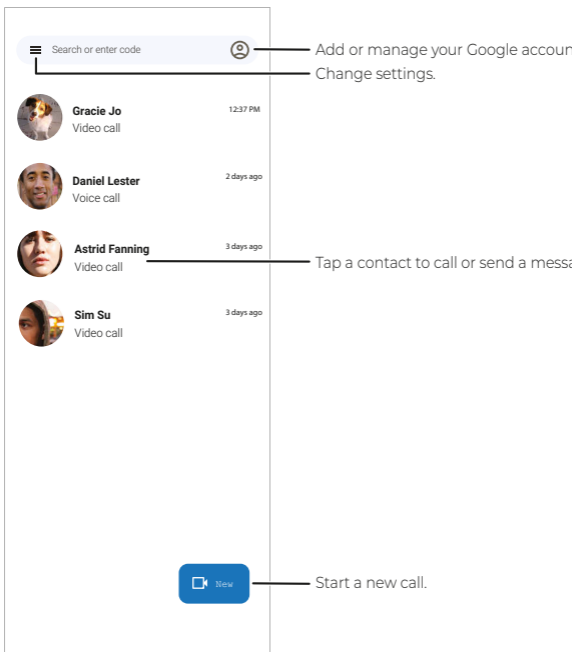 Search or enter code
Add or manage your Google accoun
Change settings.
Gracie Jo
12:37 PM
Video call
Daniel Lester
2 days ago
Voice call
Astrid Fanning
3 days ago
Video call
Tap a contact to call or send a messa
Sim Su
3 days ago
Video call
New
Start a new call.